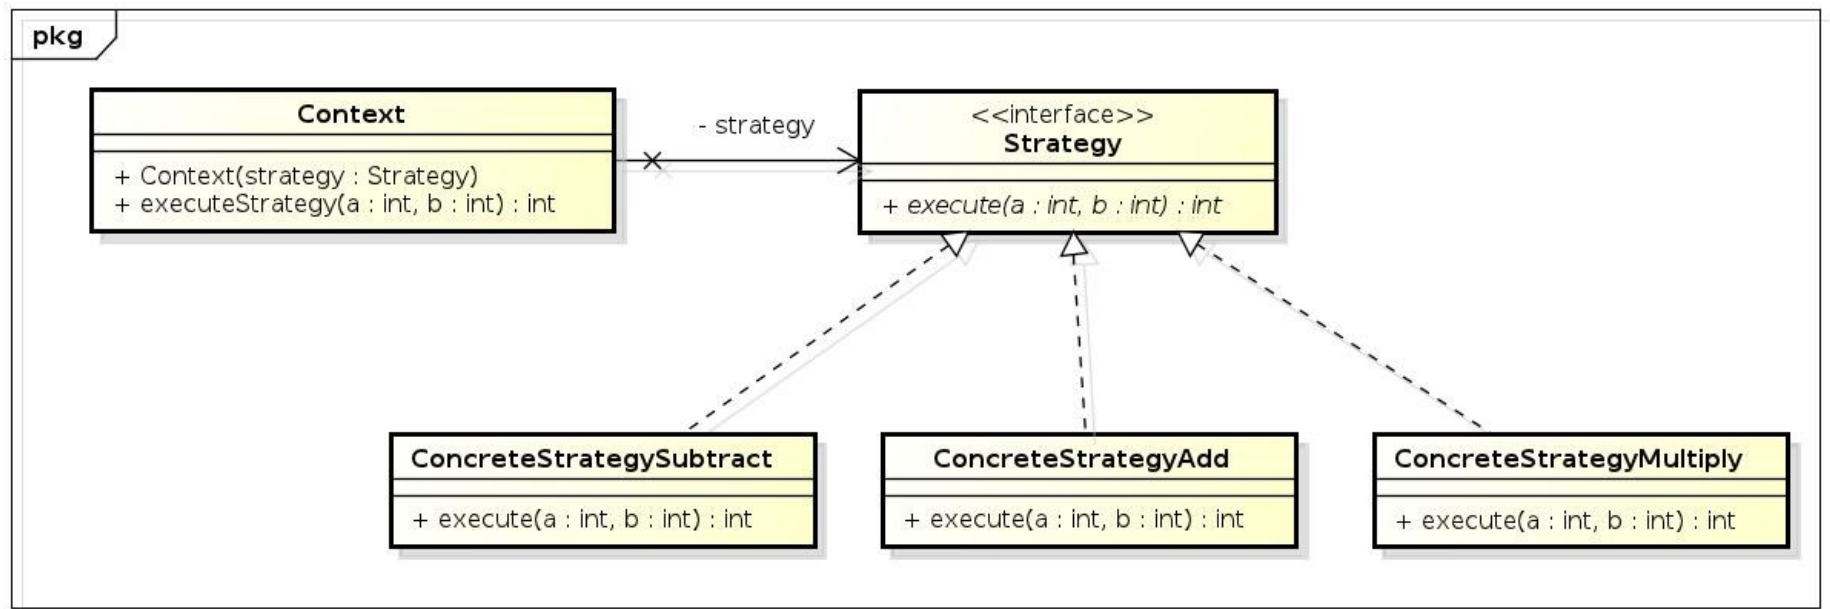 pkg
Context
+ Context(strategy : Strategy)
+ executeStrategy(a : int, b : int) : int
- strategy
<<interface>>
Strategy
+ execute(a : int, b : int) : int
ConcreteStrategySubtract
+ execute(a : int, b : int) : int
ConcreteStrategyAdd
+ execute(a : int, b : int) : int
ConcreteStrategyMultiply
+ execute(a : int, b : int) : int